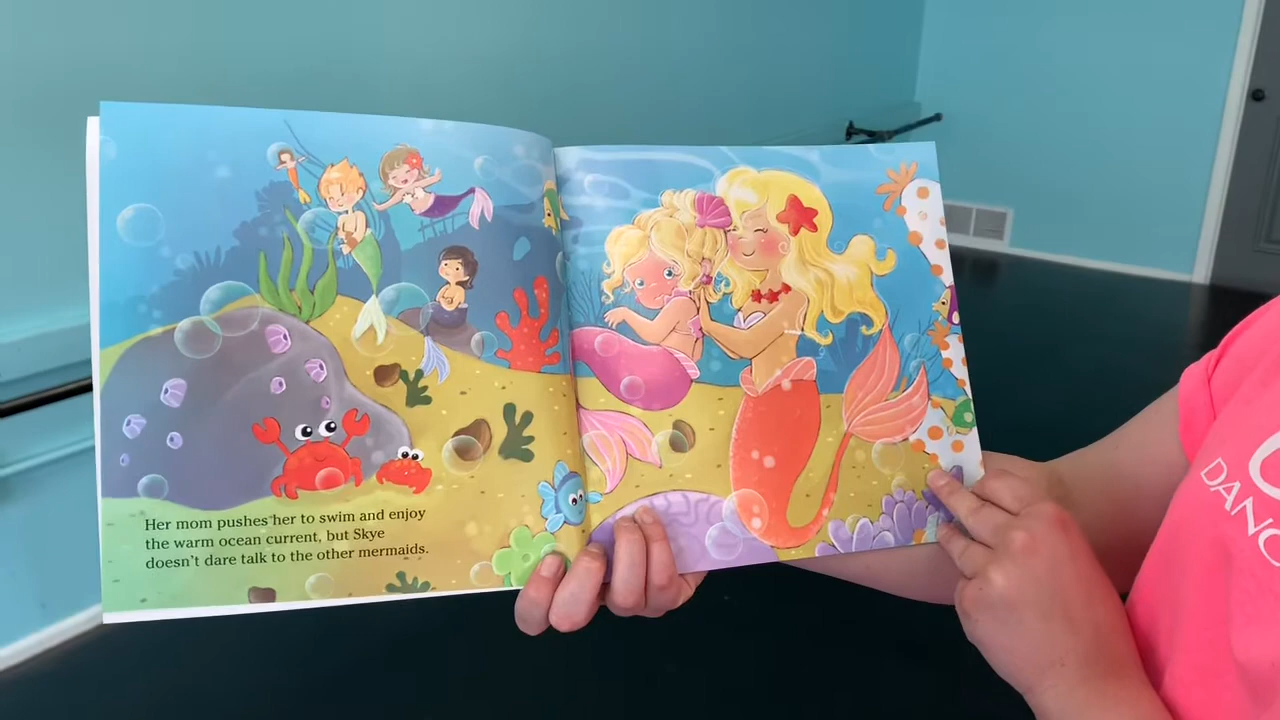 Her mom pushes her to swim and enjoy
the warm ocean current, but Skye
doesn't dare talk to the other mermaids.
DANC